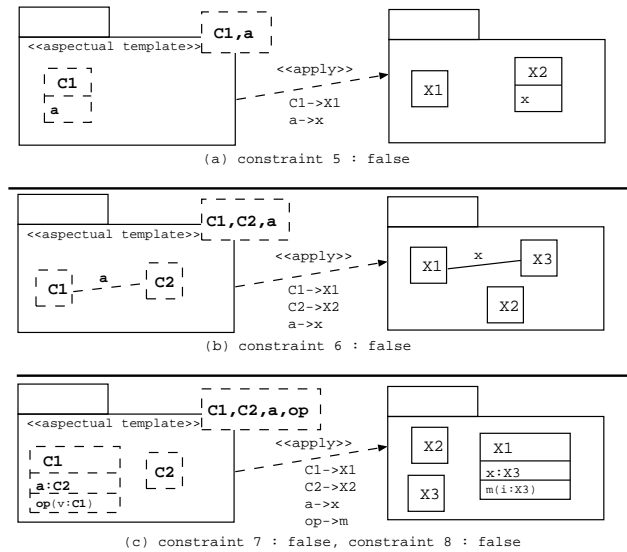 C1,a
<<aspectual template>>
C1
a
<<apply>>
C1->X1
a->x
X1
X2
x
(a) constraint 5 : false
C1,C2,a
<<aspectual template>>
C1
a
C2
<<apply>>
C1->X1
C2->X2
a->x
X1
x
X3
X2
(b) constraint 6 : false
C1,C2,a,op
<<aspectual template>>
C1
a:C2
op(v:C1)
C2
<<apply>>
C1->X1
C2->X2
a->x
op->m
X2
X3
X1
x:X3
m(i:X3)
(c) constraint 7 : false, constraint 8 : false